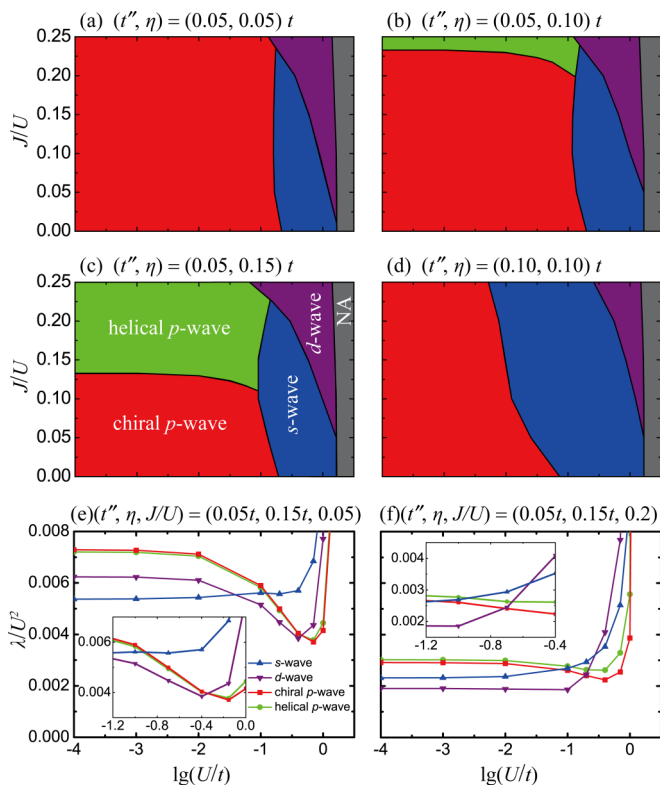 (a) (t″, η) = (0.05, 0.05) t
(b) (t″, η) = (0.05, 0.10) t
J/U
0.25
0.20
0.15
0.10
0.05
0.00
(c) (t″, η) = (0.05, 0.15) t
(d) (t″, η) = (0.10, 0.10) t
J/U
0.25
0.20
0.15
0.10
0.05
0.00
helical p-wave
chiral p-wave
s-wave
d-wave
NA
(e)(t″, η, J/U) = (0.05t, 0.15t, 0.05)
(f)(t″, η, J/U) = (0.05t, 0.15t, 0.2)
λ/U²
0.008
0.006
0.004
0.002
0.000
0.006
0.004
-1.2 -0.8 -0.4 0.0
s-wave
d-wave
chiral p-wave
helical p-wave
-4 -3 -2 -1 0
lg(U/t)
0.004
0.003
0.002
-1.2 -0.8 -0.4
-4 -3 -2 -1 0
lg(U/t)